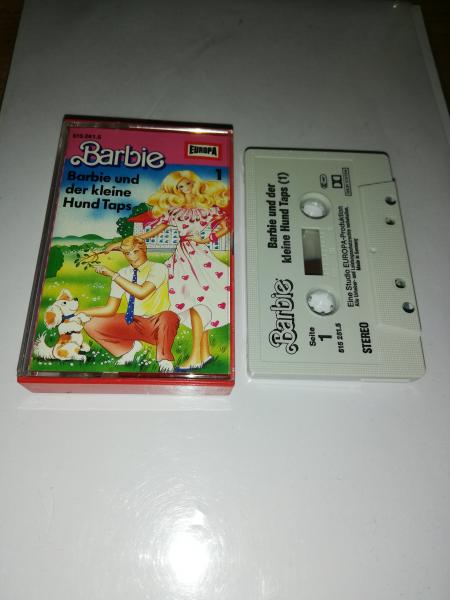 515 281.5
EUROPA
Barbie
1
Barbie und
der kleine
Hund Taps
Barbie
Barbie und der
kleine Hund Taps (1)
Seite
1
515 281.5
STEREO
Eine Studio EUROPA-Produktion
Made in Germany